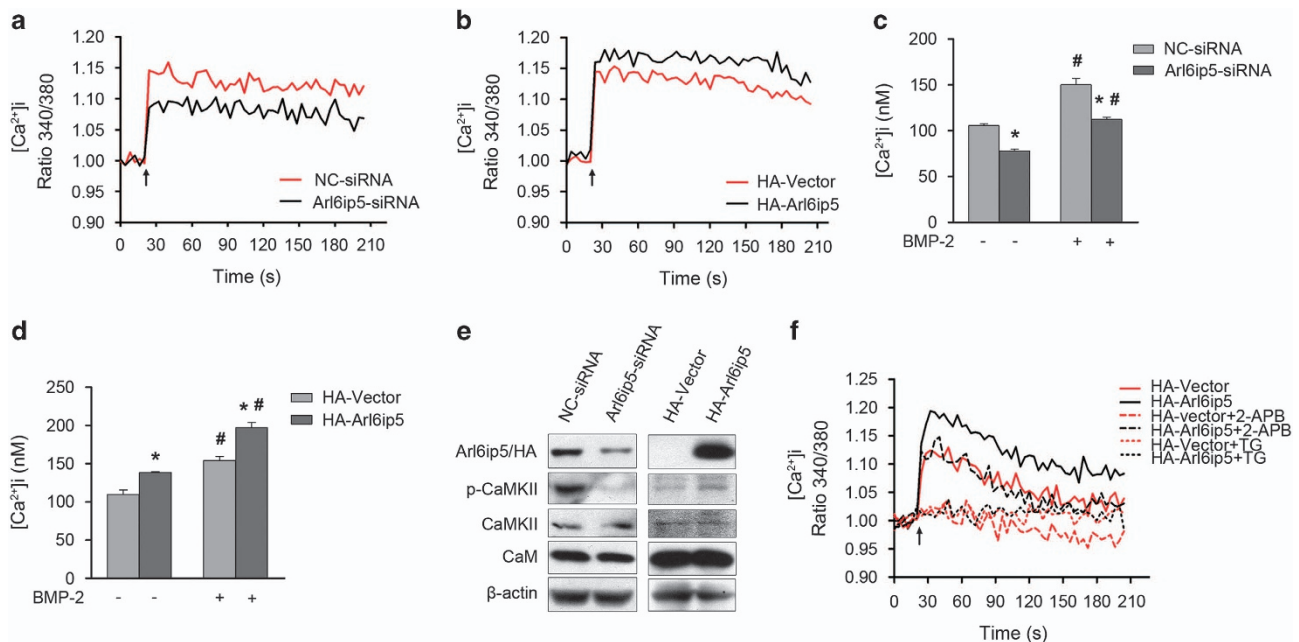 a
1.20
1.15
1.10
1.05
1.00
0.95
0.90
[Ca²⁺]i
Ratio 340/380
NC-siRNA
Arl6ip5-siRNA
0 30 60 90 120 150 180 210
Time (s)
b
1.20
1.15
1.10
1.05
1.00
0.95
0.90
[Ca²⁺]i
Ratio 340/380
HA-Vector
HA-Arl6ip5
0 30 60 90 120 150 180 210
Time (s)
c
200
150
100
50
0
[Ca²⁺]i (nM)
NC-siRNA
Arl6ip5-siRNA
* # * #
BMP-2 - - + +
d
250
200
150
100
50
0
[Ca²⁺]i (nM)
HA-Vector
HA-Arl6ip5
* # * #
BMP-2 - - + +
e
NC-siRNA
Arl6ip5-siRNA
HA-Vector
HA-Arl6ip5
Arl6ip5/HA
p-CaMKII
CaMKII
CaM
β-actin
f
1.25
1.20
1.15
1.10
1.05
1.00
0.95
0.90
[Ca²⁺]i
Ratio 340/380
HA-Vector
HA-Arl6ip5
HA-vector+2-APB
HA-Arl6ip5+2-APB
HA-Vector+TG
HA-Arl6ip5+TG
0 30 60 90 120 150 180 210
Time (s)